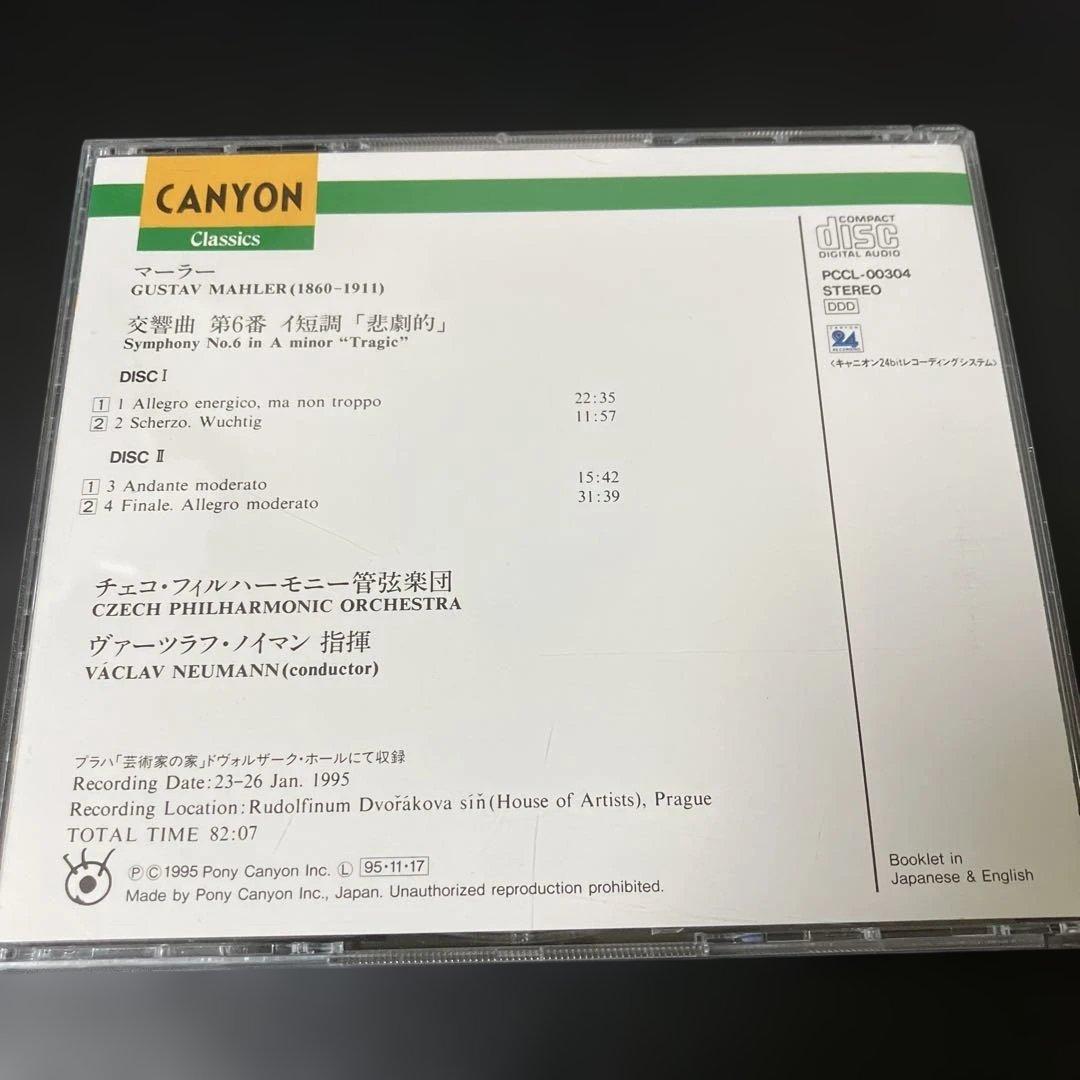 CANYON
Classics
マーラー
GUSTAV MAHLER(1860-1911)
交響曲 第6番 イ短調「悲劇的」
Symphony No.6 in A minor “Tragic”
DISC I
1 1 Allegro energico, ma non troppo 22:35
2 2 Scherzo. Wuchtig 11:57
DISC II
1 3 Andante moderato 15:42
2 4 Finale. Allegro moderato 31:39
チェコ・フィルハーモニー管弦楽団
CZECH PHILHARMONIC ORCHESTRA
ヴァーツラフ・ノイマン 指揮
VÁCLAV NEUMANN(conductor)
プラハ「芸術家の家」ドヴォルザーク・ホールにて収録
Recording Date:23-26 Jan. 1995
Recording Location:Rudolfinum Dvořákova síň(House of Artists), Prague
TOTAL TIME 82:07
ⓅⒸ1995 Pony Canyon Inc. Ⓛ 95・11・17
Made by Pony Canyon Inc., Japan. Unauthorized reproduction prohibited.
COMPACT
disc
DIGITAL AUDIO
PCCL-00304
STEREO
DDD
CANYON
24
RECORDING
〈キャニオン24bitレコーディングシステム〉
Booklet in
Japanese & English